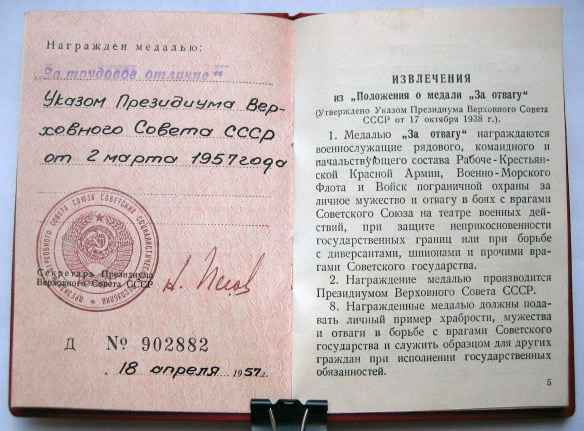 Награжден медалью:
„За трудовое отличие“
Указом Президиума Вер-
ховного Совета СССР
от 2 марта 1957 года
Секретарь Президиума
Верховного Совета СССР
Д № 902882
18 апреля 1957 г.
ИЗВЛЕЧЕНИЯ
из „Положения о медали „За отвагу“
(Утверждено Указом Президиума Верховного Совета
СССР от 17 октября 1938 г.).
1. Медалью „За отвагу“ награждаются
военнослужащие рядового, командного и
начальствующего состава Рабоче-Крестьян-
ской Красной Армии, Военно-Морского
Флота и Войск пограничной охраны за
личное мужество и отвагу в боях с врагами
Советского Союза на театре военных дей-
ствий, при защите неприкосновенности
государственных границ или при борьбе
с диверсантами, шпионами и прочими вра-
гами Советского государства.
2. Награждение медалью производится
Президиумом Верховного Совета СССР.
8. Награжденные медалью должны пода-
вать личный пример храбрости, мужества
и отваги в борьбе с врагами Советского
государства и служить образцом для других
граждан при исполнении государственных
обязанностей.
5